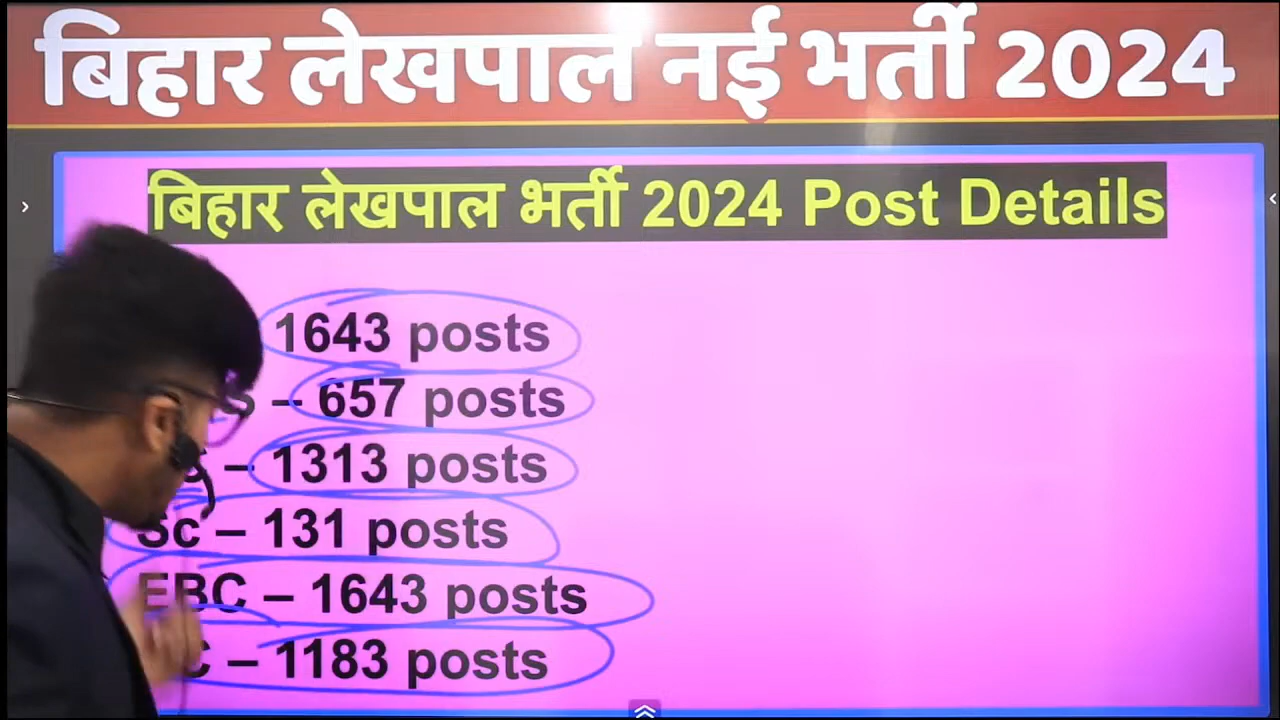 बिहार लेखपाल नई भर्ती 2024
बिहार लेखपाल भर्ती 2024 Post Details
1643 posts
– 657 posts
– 1313 posts
Sc – 131 posts
EBC – 1643 posts
– 1183 posts